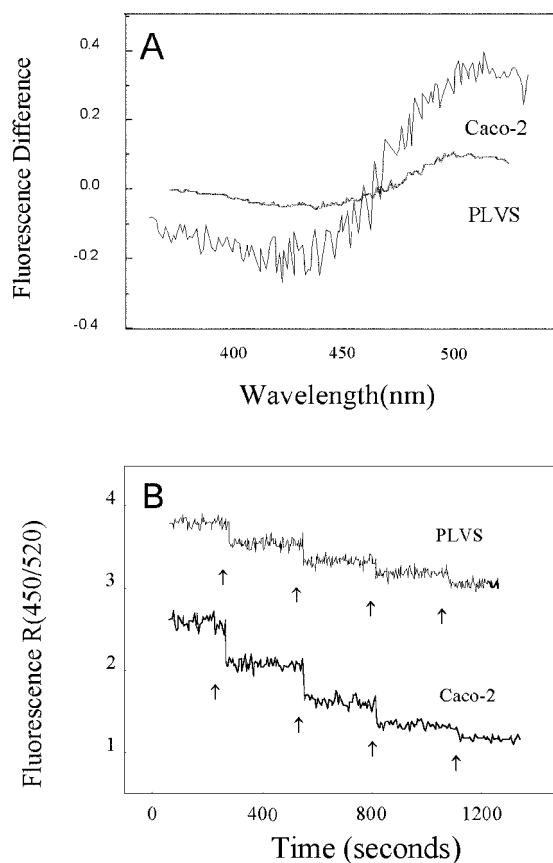 A
0.4
0.2
0.0
-0.2
-0.4
Fluorescence Difference
Caco-2
PLVS
400 450 500
Wavelength(nm)
B
4
3
2
1
Fluorescence R(450/520)
PLVS
Caco-2
0 400 800 1200
Time (seconds)